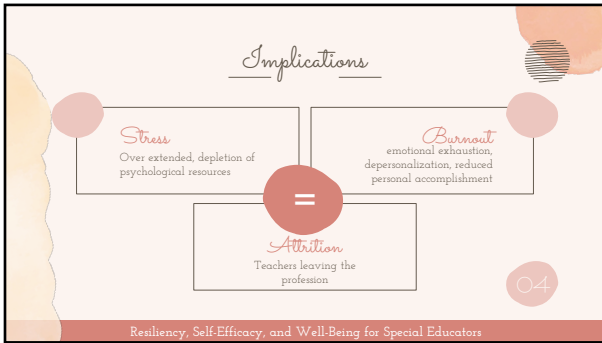 Implications
Stress
Over extended, depletion of
psychological resources
Burnout
emotional exhaustion,
depersonalization, reduced
personal accomplishment
=
Attrition
Teachers leaving the
profession
04
Resiliency, Self-Efficacy, and Well-Being for Special Educators